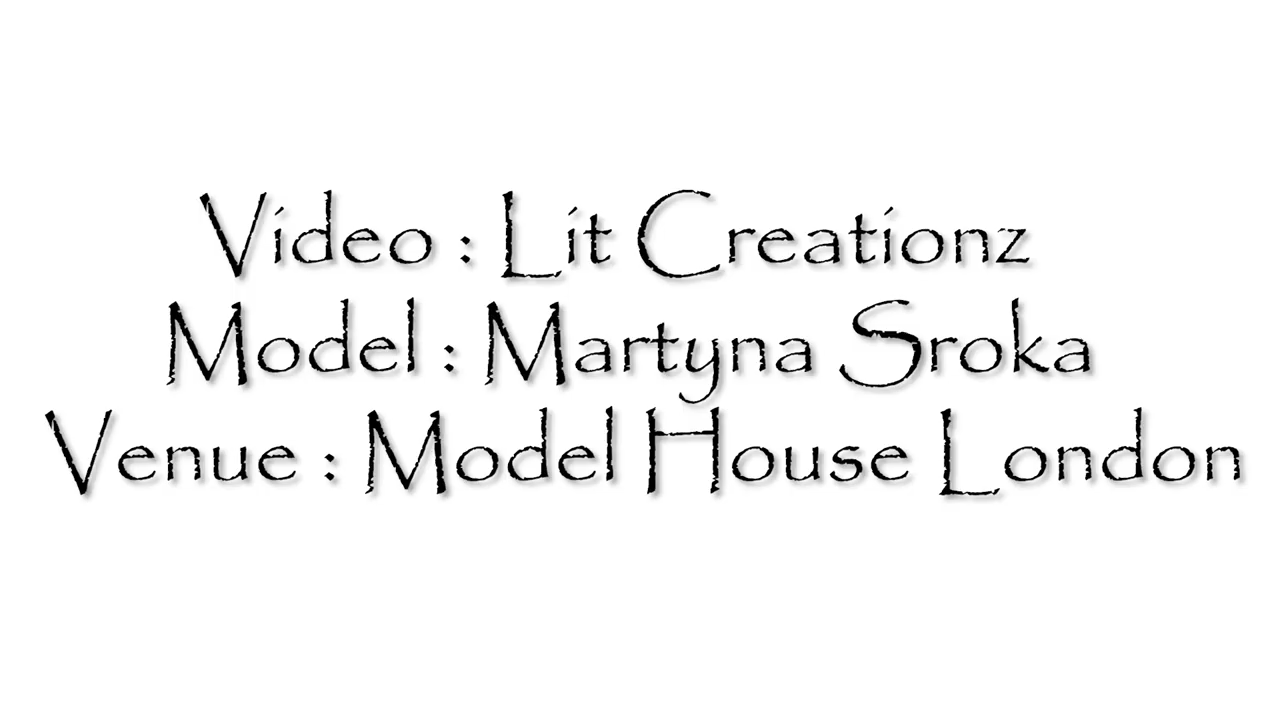 Video : Lit Creationz
Model : Martyna Sroka
Venue : Model House London